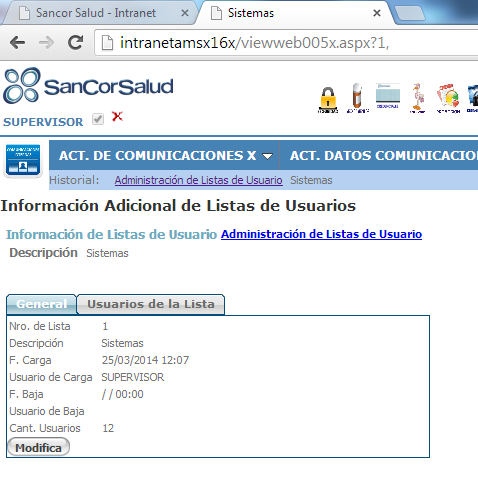 Sancor Salud - Intranet
Sistemas
intranetamsx16x/viewweb005x.aspx?1,
SanCorSalud
SUPERVISOR
ACT. DE COMUNICACIONES X ACT. DATOS COMUNICACIO
Historial: Administración de Listas de Usuario Sistemas
Información Adicional de Listas de Usuarios
Información de Listas de Usuario Administración de Listas de Usuario
Descripción Sistemas
General Usuarios de la Lista
Nro. de Lista 1
Descripción Sistemas
F. Carga 25/03/2014 12:07
Usuario de Carga SUPERVISOR
F. Baja / / 00:00
Usuario de Baja
Cant. Usuarios 12
Modifica